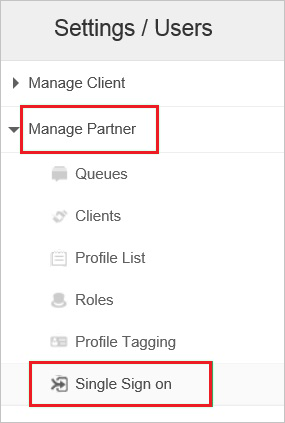 Settings / Users
Manage Client
Manage Partner
Queues
Clients
Profile List
Roles
Profile Tagging
Single Sign on